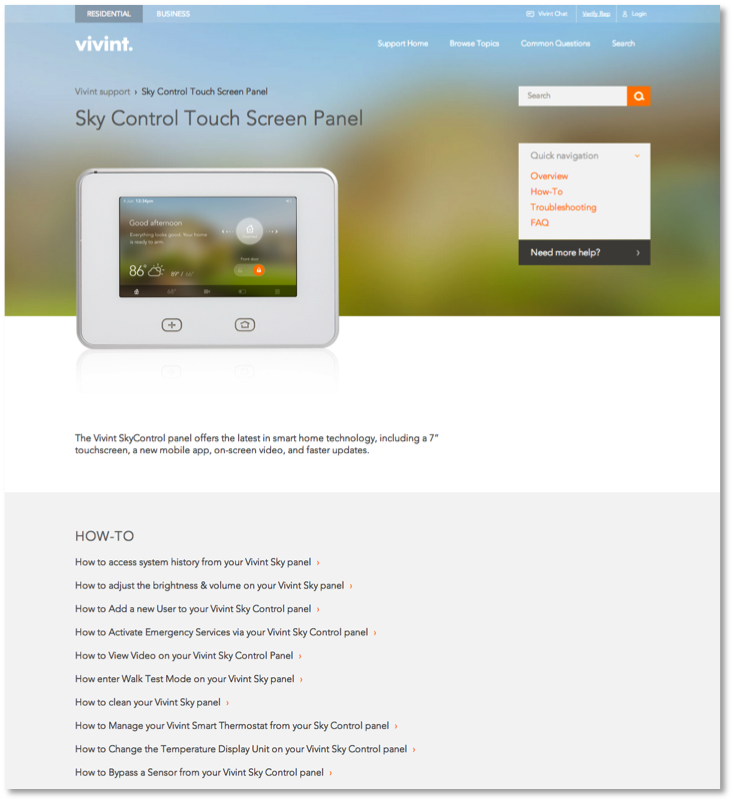 RESIDENTIAL BUSINESS Vivint Chat Verify Rep Login
vivint. Support Home Browse Topics Common Questions Search
Vivint support › Sky Control Touch Screen Panel
Search
Sky Control Touch Screen Panel
Quick navigation
Overview
How-To
Troubleshooting
FAQ
Need more help? ›
Good afternoon
Everything looks good. Your home
is ready to arm.
86°
89° /
The Vivint SkyControl panel offers the latest in smart home technology, including a 7”
touchscreen, a new mobile app, on-screen video, and faster updates.
HOW-TO
How to access system history from your Vivint Sky panel ›
How to adjust the brightness & volume on your Vivint Sky panel ›
How to Add a new User to your Vivint Sky Control panel ›
How to Activate Emergency Services via your Vivint Sky Control panel ›
How to View Video on your Vivint Sky Control Panel ›
How enter Walk Test Mode on your Vivint Sky panel ›
How to clean your Vivint Sky panel ›
How to Manage your Vivint Smart Thermostat from your Sky Control panel ›
How to Change the Temperature Display Unit on your Vivint Sky Control panel ›
How to Bypass a Sensor from your Vivint Sky Control panel ›